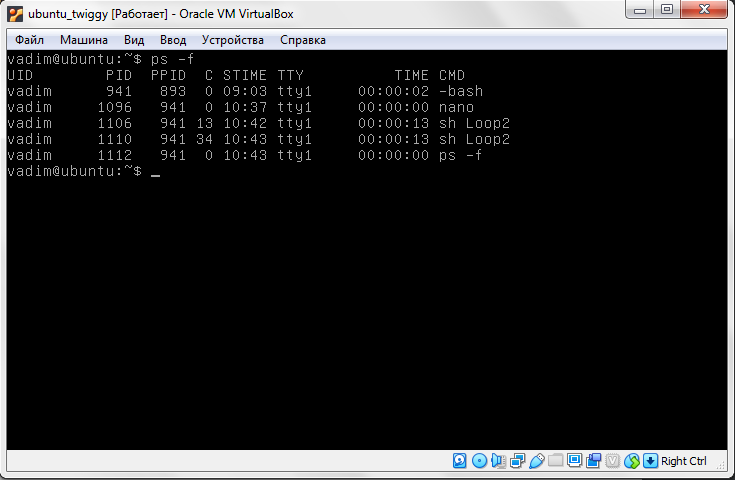 ubuntu_twiggy [Работает] - Oracle VM VirtualBox
Файл Машина Вид Ввод Устройства Справка
vadim@ubuntu:~$ ps -f
UID        PID  PPID  C STIME TTY          TIME CMD
vadim      941   893  0 09:03 tty1     00:00:02 -bash
vadim     1096   941  0 10:37 tty1     00:00:00 nano
vadim     1106   941 13 10:42 tty1     00:00:13 sh Loop2
vadim     1110   941 34 10:43 tty1     00:00:13 sh Loop2
vadim     1112   941  0 10:43 tty1     00:00:00 ps -f
vadim@ubuntu:~$ _
Right Ctrl